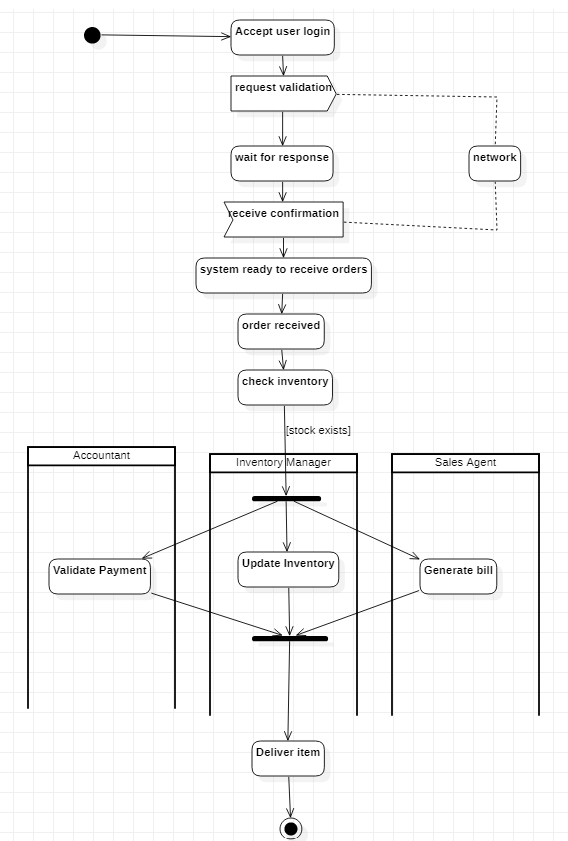 Accept user login
request validation
wait for response
network
receive confirmation
system ready to receive orders
order received
check inventory
[stock exists]
Accountant
Inventory Manager
Sales Agent
Validate Payment
Update Inventory
Generate bill
Deliver item